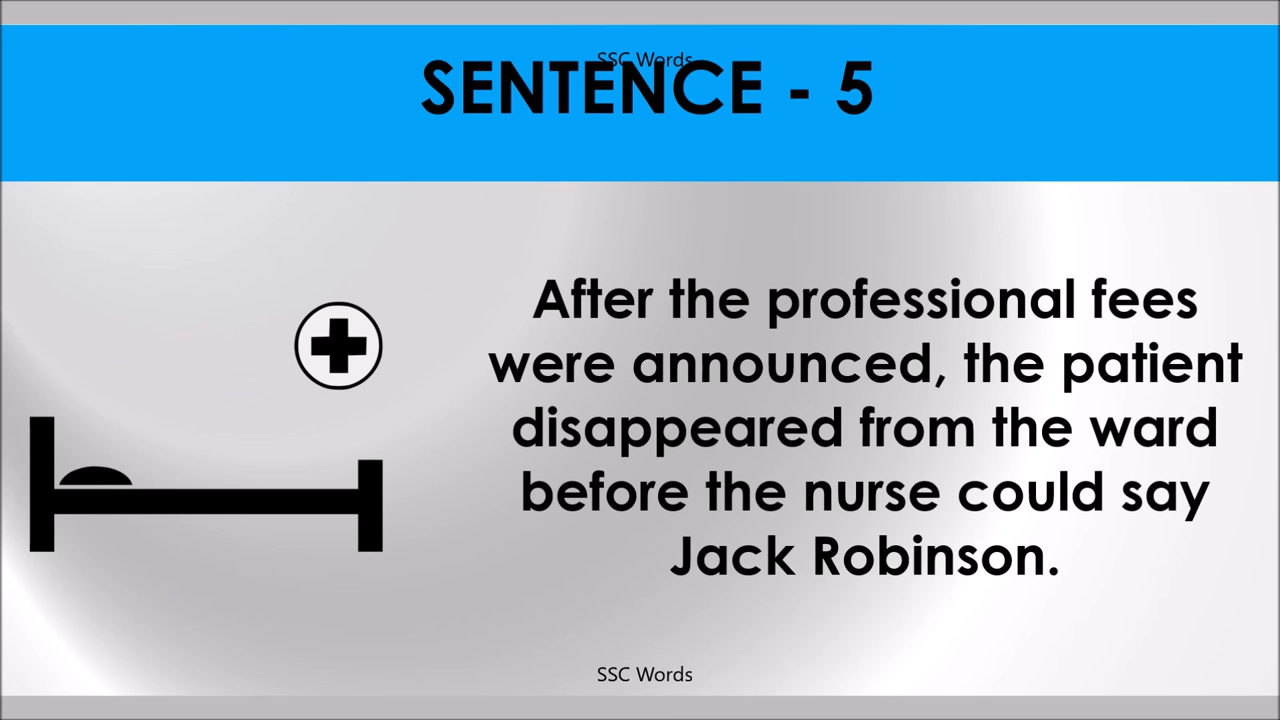 SSC Words
SENTENCE - 5
After the professional fees
were announced, the patient
disappeared from the ward
before the nurse could say
Jack Robinson.
SSC Words